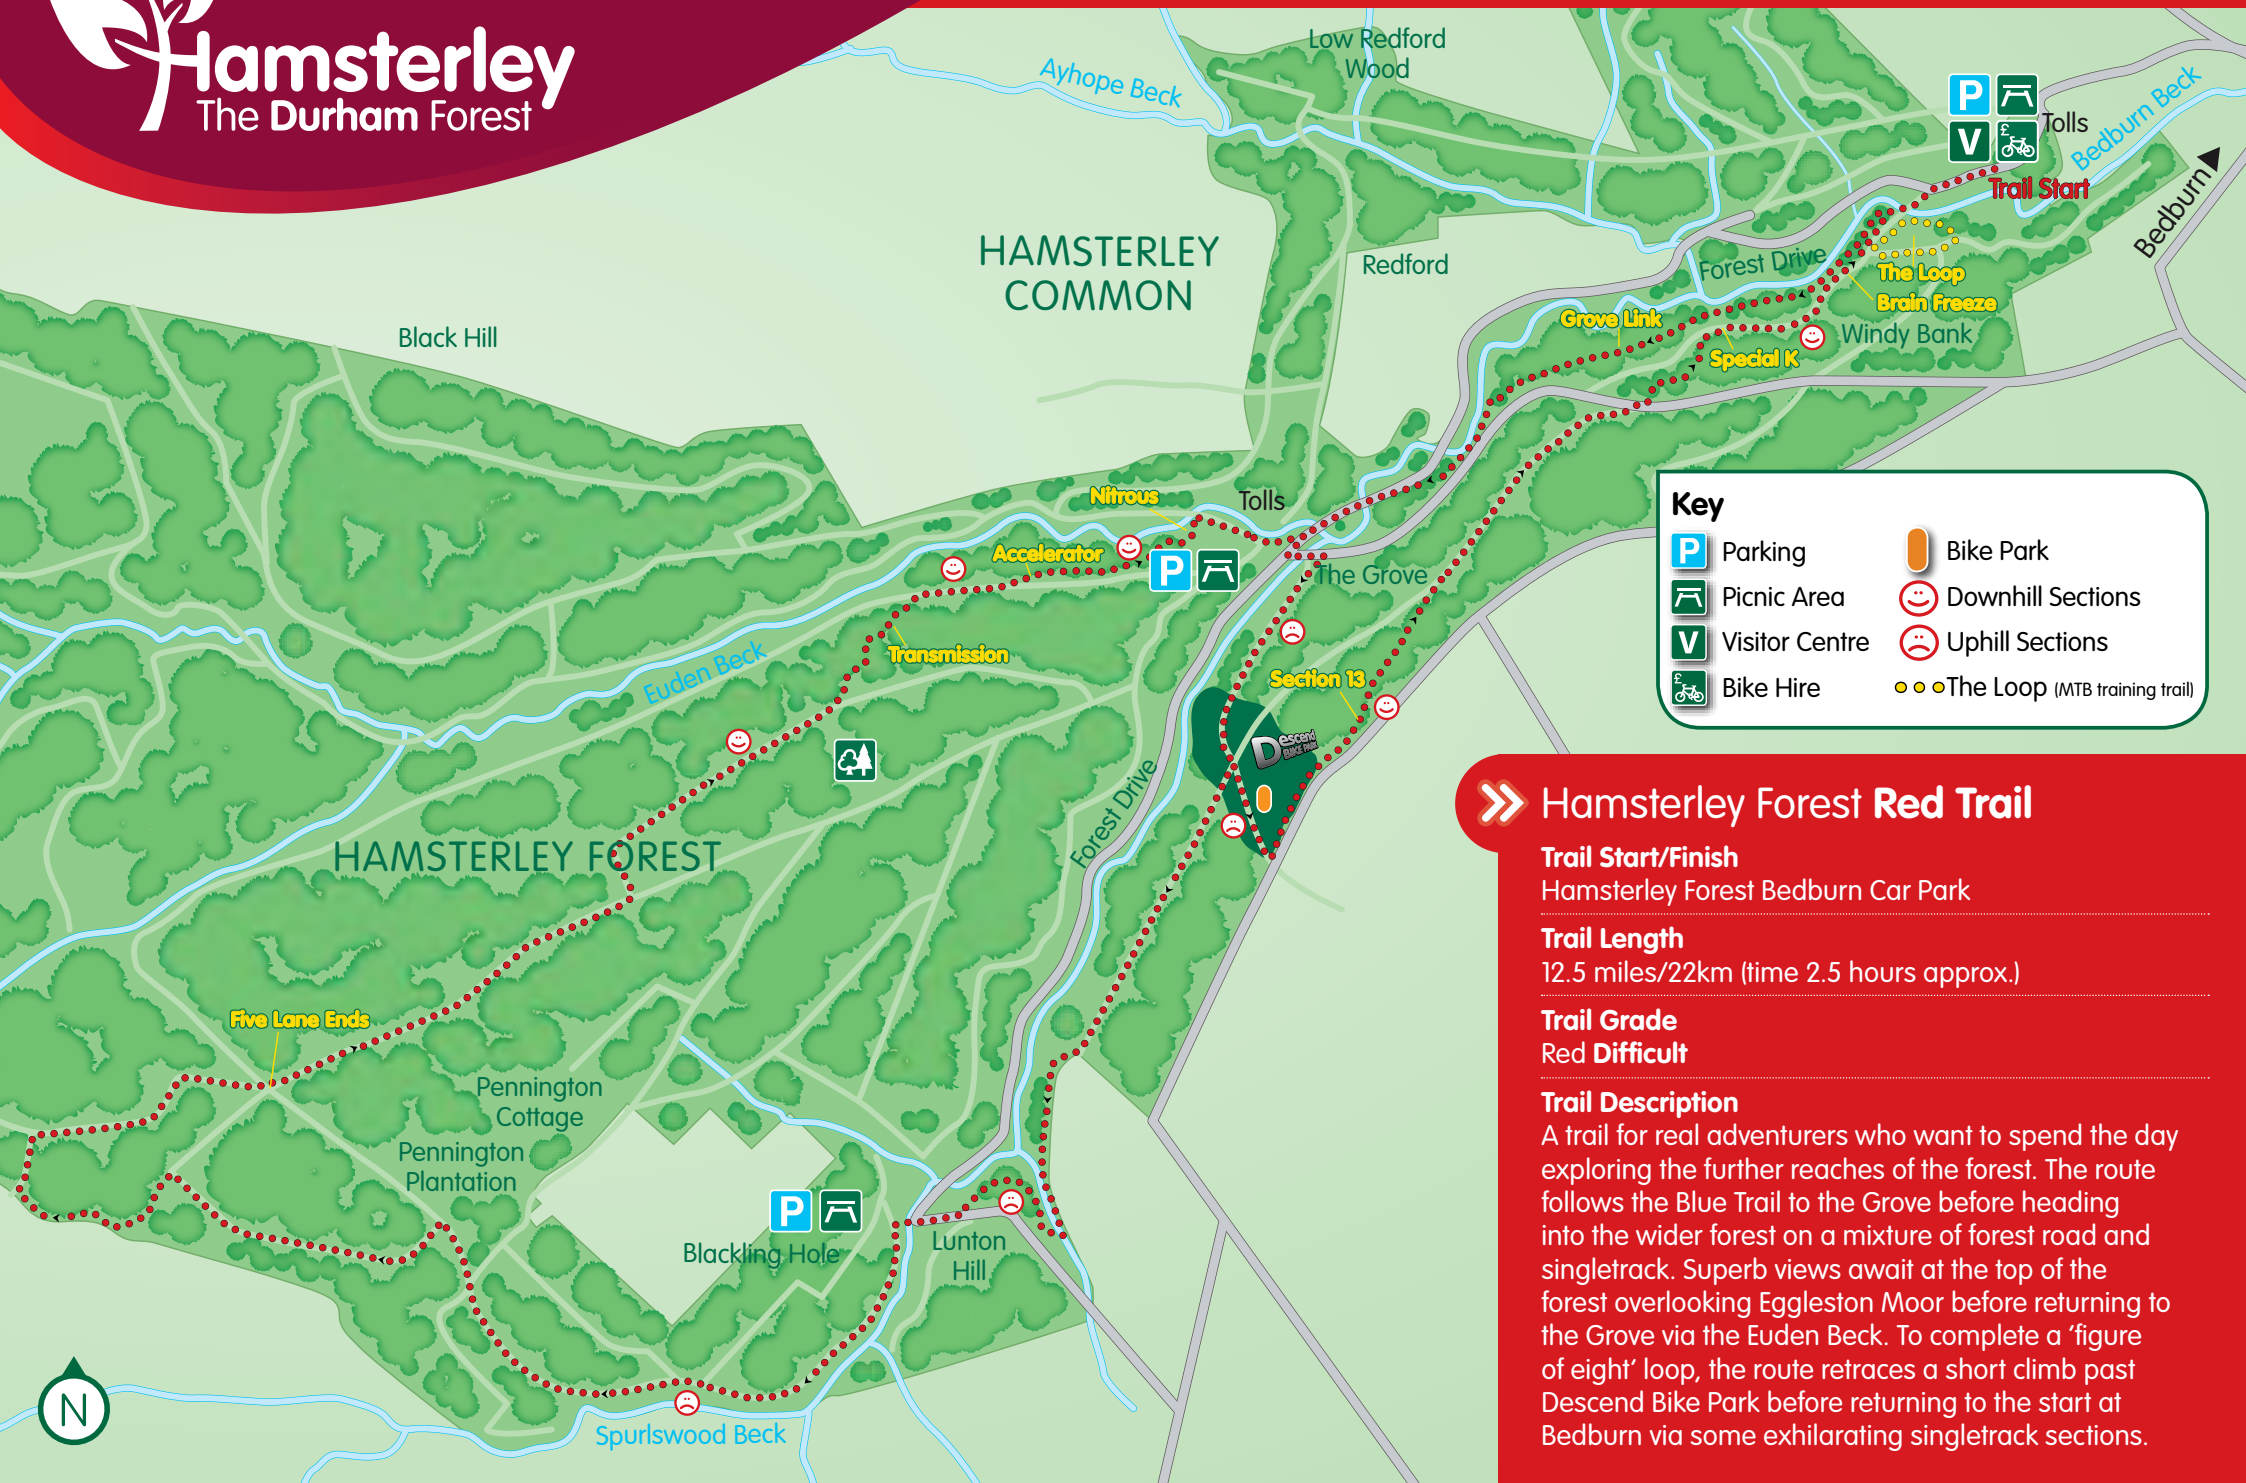 Hamsterley
The Durham Forest
Low Redford
Wood
Ayhope Beck
P
V
£
Tolls
Bedburn Beck
Trail Start
Bedburn
HAMSTERLEY
COMMON
Redford
Forest Drive
The Loop
Brain Freeze
Grove Link
Windy Bank
Special K
Black Hill
Nitrous
Tolls
Accelerator
P
The Grove
Transmission
Euden Beck
Section 13
Descend
BIKE PARK
Forest Drive
HAMSTERLEY FOREST
Five Lane Ends
Pennington
Cottage
Pennington
Plantation
P
Blackling Hole
Lunton
Hill
Spurlswood Beck
N
Key
P Parking
Picnic Area
V Visitor Centre
£ Bike Hire
Bike Park
Downhill Sections
Uphill Sections
The Loop (MTB training trail)
Hamsterley Forest Red Trail
Trail Start/Finish
Hamsterley Forest Bedburn Car Park
Trail Length
12.5 miles/22km (time 2.5 hours approx.)
Trail Grade
Red Difficult
Trail Description
A trail for real adventurers who want to spend the day
exploring the further reaches of the forest. The route
follows the Blue Trail to the Grove before heading
into the wider forest on a mixture of forest road and
singletrack. Superb views await at the top of the
forest overlooking Eggleston Moor before returning to
the Grove via the Euden Beck. To complete a ‘figure
of eight’ loop, the route retraces a short climb past
Descend Bike Park before returning to the start at
Bedburn via some exhilarating singletrack sections.